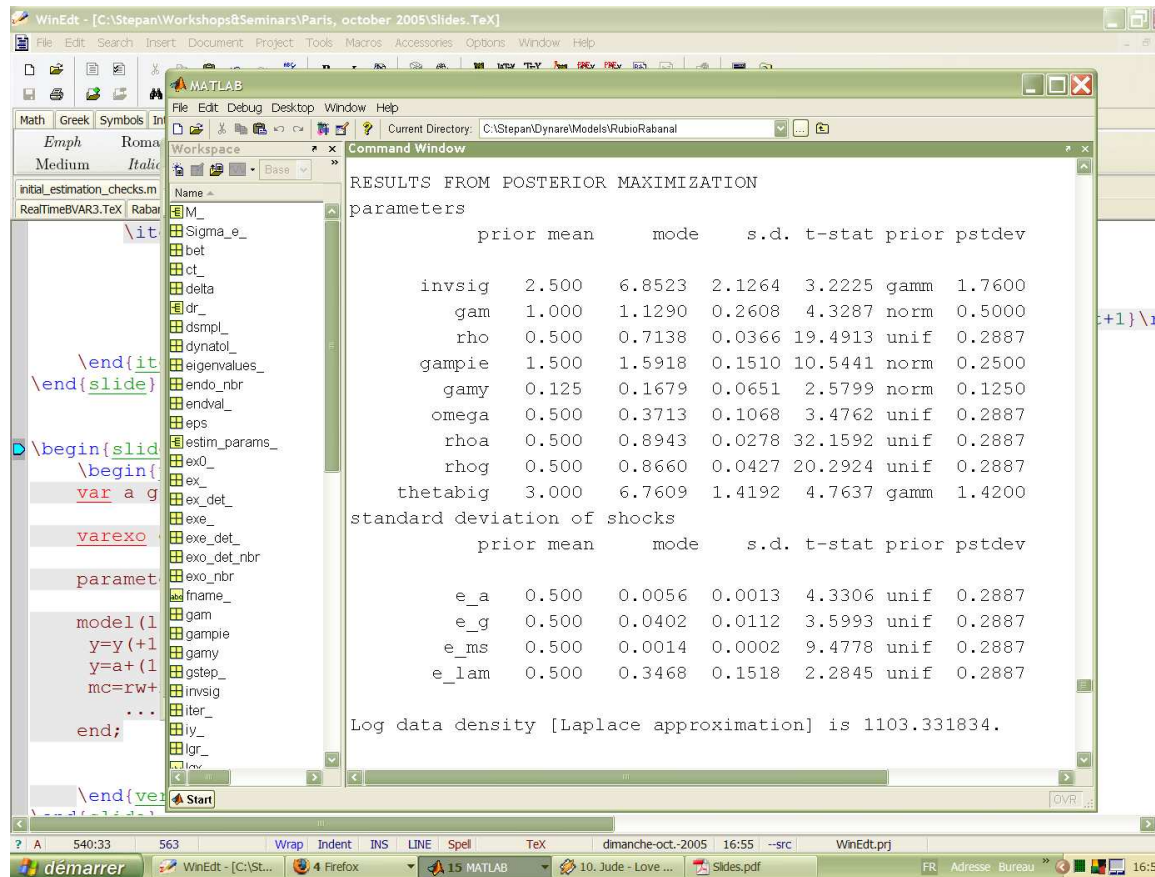 WinEdt - [C:\Stepan\Workshops&Seminars\Paris, october 2005\Slides.TeX]
File Edit Search Insert Document Project Tools Macros Accessories Options Window Help
MATLAB
File Edit Debug Desktop Window Help
Current Directory: C:\Stepan\Dynare\Models\RubioRabanal
Math Greek Symbols
Emph
Medium
initial_estimation_checks.m
RealTimeBVAR3.TeX
\end{slide}
var a g
varexo
y=a+(1
mc=rw+
...
end;
t+1}\
Workspace
Base
Name
M_
Sigma_e_
bet
ct_
delta
dr_
dsmpl_
dynatol_
eigenvalues_
endo_nbr
endval_
eps
estim_params_
ex0_
ex_
ex_det_
exe_
exe_det_
exo_det_nbr
exo_nbr
fname_
gam
gampie
gamy
gstep_
invsig
iter_
iy_
lgr_
Start
Command Window
RESULTS FROM POSTERIOR MAXIMIZATION
parameters
prior mean mode s.d. t-stat prior pstdev
invsig 2.500 6.8523 2.1264 3.2225 gamm 1.7600
gam 1.000 1.1290 0.2608 4.3287 norm 0.5000
rho 0.500 0.7138 0.0366 19.4913 unif 0.2887
gampie 1.500 1.5918 0.1510 10.5441 norm 0.2500
gamy 0.125 0.1679 0.0651 2.5799 norm 0.1250
omega 0.500 0.3713 0.1068 3.4762 unif 0.2887
rhoa 0.500 0.8943 0.0278 32.1592 unif 0.2887
rhog 0.500 0.8660 0.0427 20.2924 unif 0.2887
thetabig 3.000 6.7609 1.4192 4.7637 gamm 1.4200
standard deviation of shocks
prior mean mode s.d. t-stat prior pstdev
e_a 0.500 0.0056 0.0013 4.3306 unif 0.2887
e_g 0.500 0.0402 0.0112 3.5993 unif 0.2887
e_ms 0.500 0.0014 0.0002 9.4778 unif 0.2887
e_lam 0.500 0.3468 0.1518 2.2845 unif 0.2887
Log data density [Laplace approximation] is 1103.331834.
OVR
? A 540:33 563 Wrap Indent INS LINE Spell TeX dimanche-oct.-2005 16:55 --src WinEdt.prj
démarrer WinEdt - [C:\St... 4 Firefox 15 MATLAB 10. Jude - Love ... Slides.pdf FR Adresse Bureau